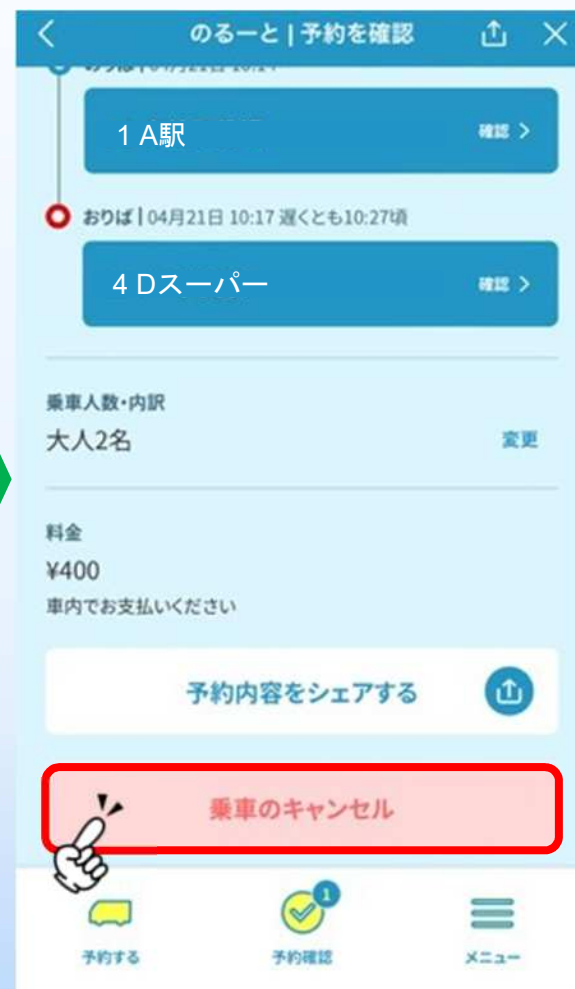 のるーと | 予約を確認
1 A駅
確認 >
おりば | 04月21日 10:17 遅くとも10:27頃
4 Dスーパー
確認 >
乗車人数・内訳
大人2名
変更
料金
¥400
車内でお支払いください
予約内容をシェアする
乗車のキャンセル
1
予約する
予約確認
メニュー